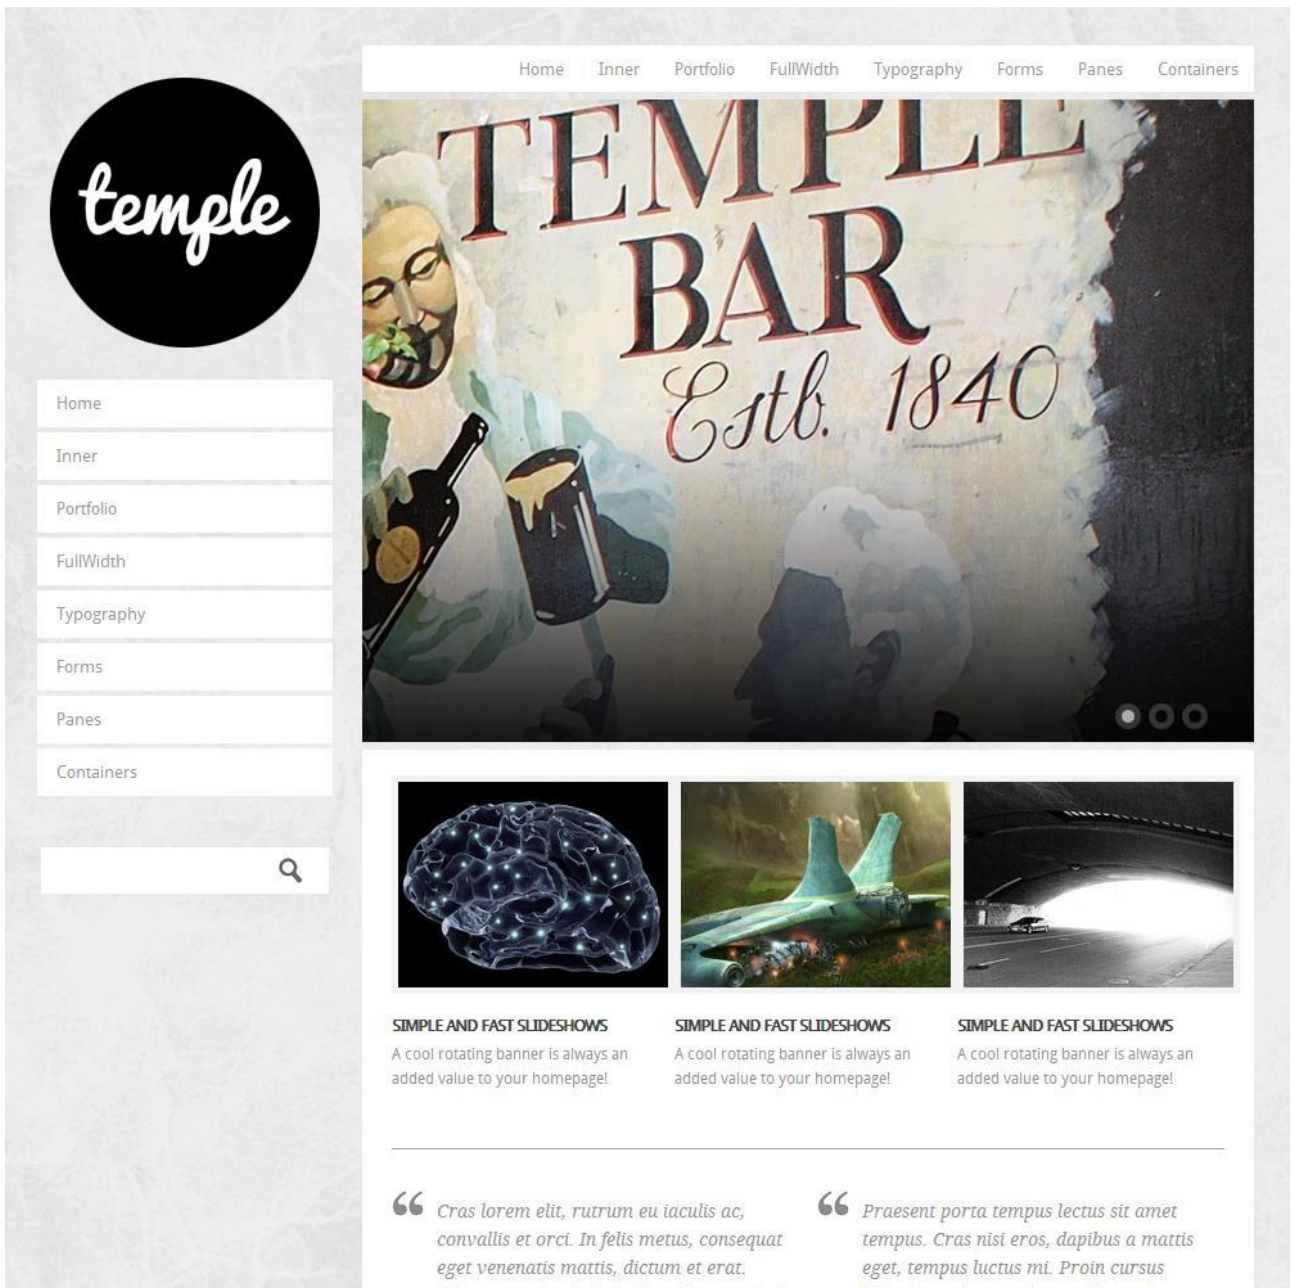 Home Inner Portfolio FullWidth Typography Forms Panes Containers
temple
TEMPLE
BAR
Estb. 1840
Home
Inner
Portfolio
FullWidth
Typography
Forms
Panes
Containers
SIMPLE AND FAST SLIDESHOWS
A cool rotating banner is always an
added value to your homepage!
SIMPLE AND FAST SLIDESHOWS
A cool rotating banner is always an
added value to your homepage!
SIMPLE AND FAST SLIDESHOWS
A cool rotating banner is always an
added value to your homepage!
“ Cras lorem elit, rutrum eu iaculis ac,
convallis et orci. In felis metus, consequat
eget venenatis mattis, dictum et erat.
“ Praesent porta tempus lectus sit amet
tempus. Cras nisi eros, dapibus a mattis
eget, tempus luctus mi. Proin cursus